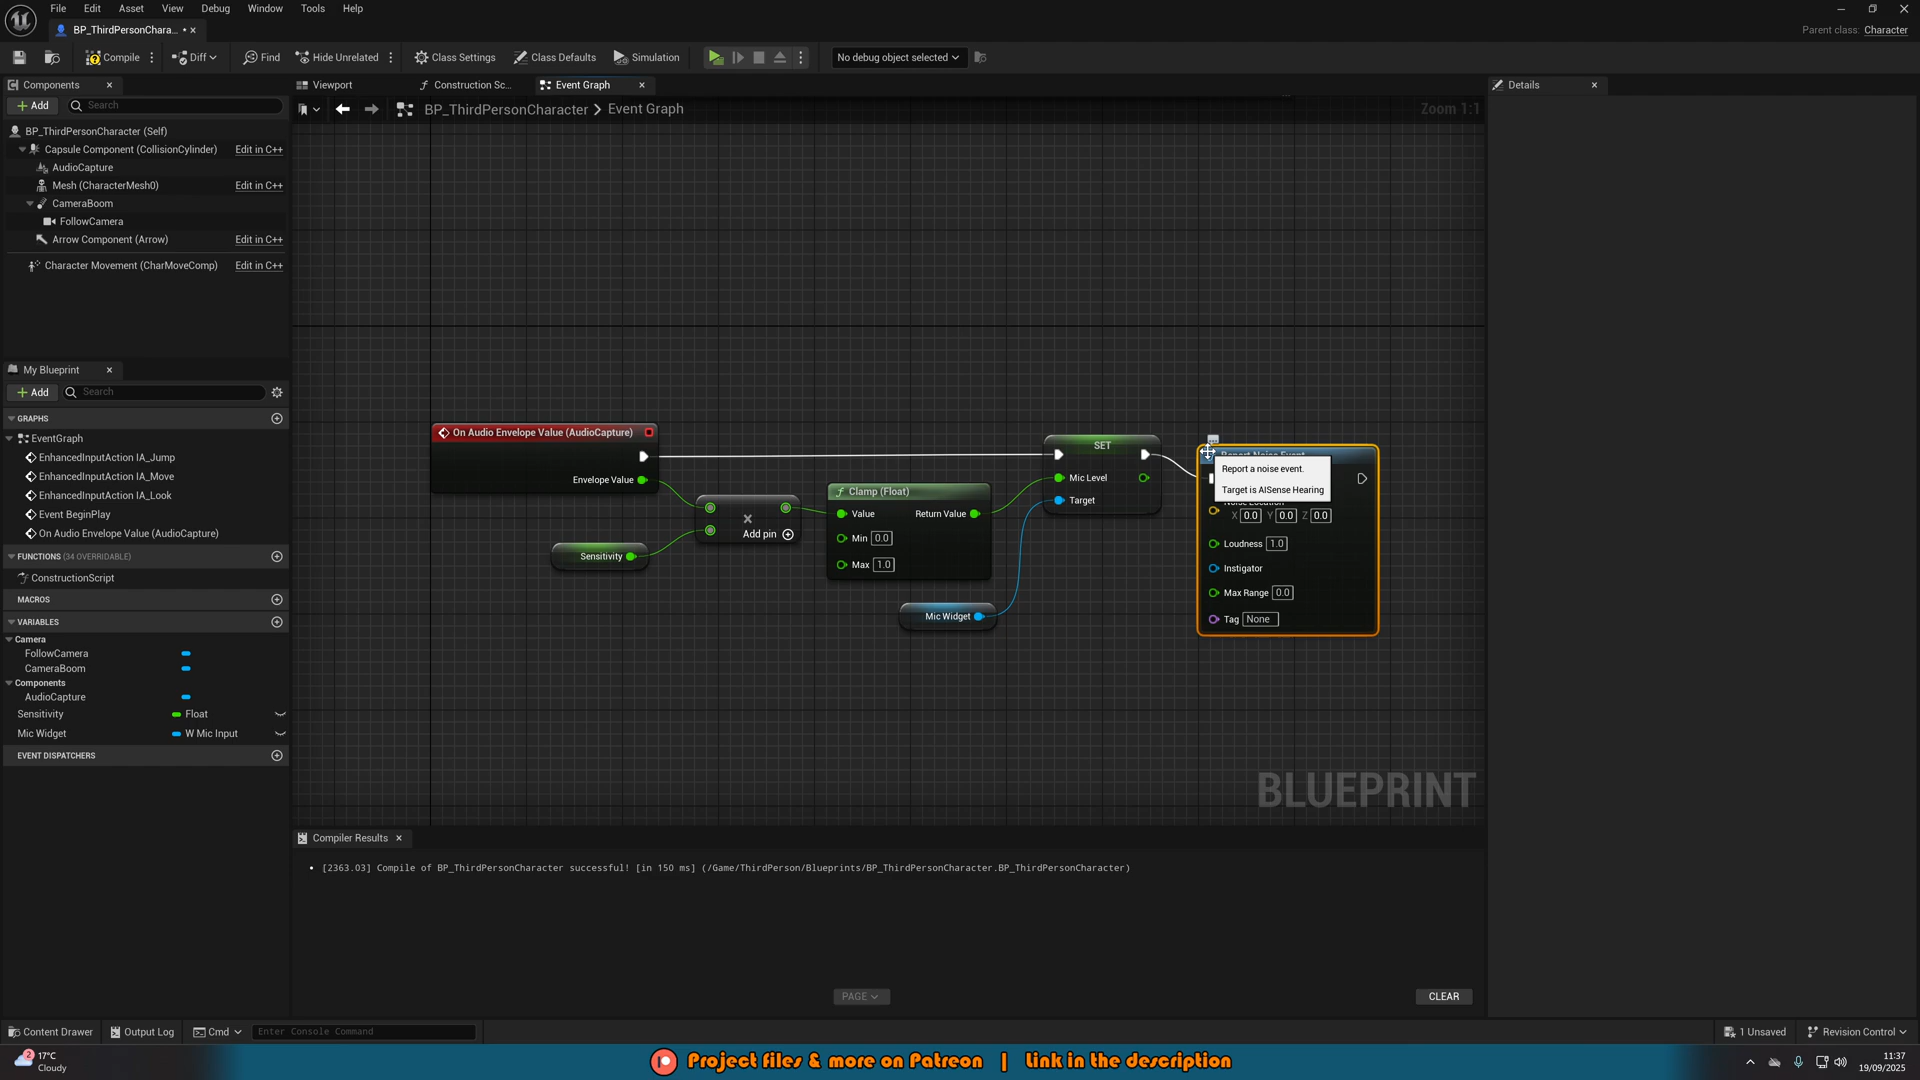 File Edit Asset View Debug Window Tools Help
BP_ThirdPersonChara... •
Parent class: Character
Compile
Diff
Find
Hide Unrelated
Class Settings
Class Defaults
Simulation
No debug object selected
Components
Viewport
Construction Sc...
Event Graph
Details
Add
Search
BP_ThirdPersonCharacter > Event Graph
Zoom 1:1
BP_ThirdPersonCharacter (Self)
Capsule Component (CollisionCylinder) Edit in C++
AudioCapture
Mesh (CharacterMesh0) Edit in C++
CameraBoom
FollowCamera
Arrow Component (Arrow) Edit in C++
Character Movement (CharMoveComp) Edit in C++
My Blueprint
Add
Search
GRAPHS
EventGraph
EnhancedInputAction IA_Jump
EnhancedInputAction IA_Move
EnhancedInputAction IA_Look
Event BeginPlay
On Audio Envelope Value (AudioCapture)
FUNCTIONS (34 OVERRIDABLE)
ConstructionScript
MACROS
VARIABLES
Camera
FollowCamera
CameraBoom
Components
AudioCapture
Sensitivity Float
Mic Widget W Mic Input
EVENT DISPATCHERS
On Audio Envelope Value (AudioCapture)
Envelope Value
Sensitivity
Add pin
Clamp (Float)
Value Return Value
Min 0.0
Max 1.0
Mic Widget
SET
Mic Level
Target
Report a noise event.
Target is AISense Hearing
X 0.0 Y 0.0 Z 0.0
Loudness 1.0
Instigator
Max Range 0.0
Tag None
BLUEPRINT
Compiler Results
• [2363.03] Compile of BP_ThirdPersonCharacter successful! [in 150 ms] (/Game/ThirdPerson/Blueprints/BP_ThirdPersonCharacter.BP_ThirdPersonCharacter)
PAGE
CLEAR
Content Drawer
Output Log
Cmd
Enter Console Command
1 Unsaved
Revision Control
2
17°C
Cloudy
Project files & more on Patreon | Link in the description
11:37
19/09/2025